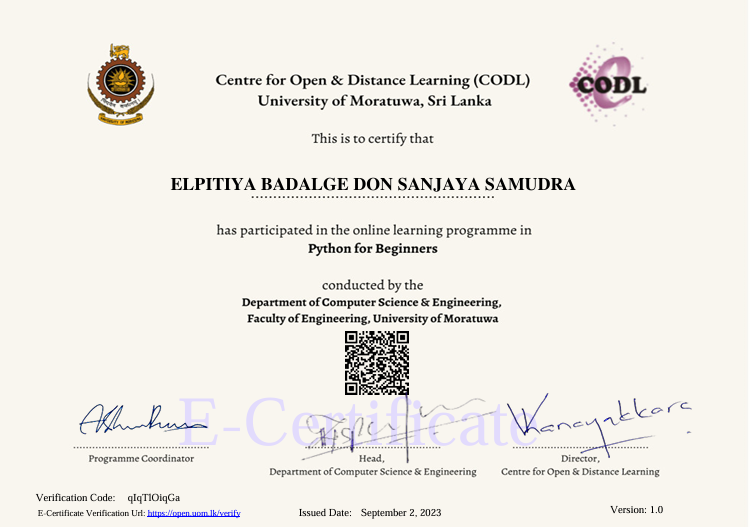 Centre for Open & Distance Learning (CODL)
University of Moratuwa, Sri Lanka
CODL
This is to certify that
ELPITIYA BADALGE DON SANJAYA SAMUDRA
has participated in the online learning programme in
Python for Beginners
conducted by the
Department of Computer Science & Engineering,
Faculty of Engineering, University of Moratuwa
E-Certificate
Programme Coordinator
Head,
Department of Computer Science & Engineering
Director,
Centre for Open & Distance Learning
Verification Code: qIqTlOiqGa
E-Certificate Verification Url: https://open.uom.lk/verify
Issued Date: September 2, 2023
Version: 1.0